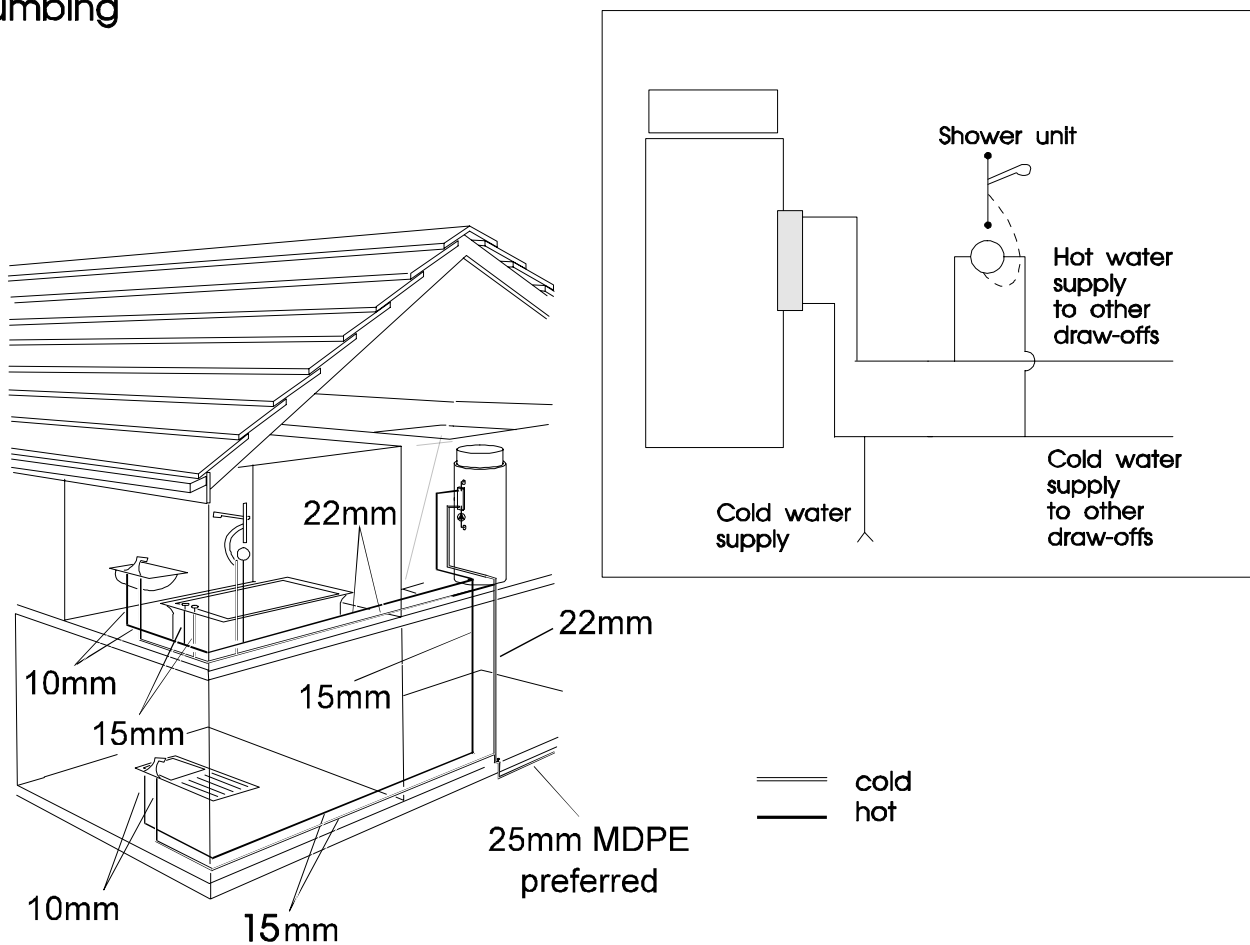 umbing
Shower unit
Hot water
supply
to other
draw-offs
Cold water
supply
Cold water
supply
to other
draw-offs
22mm
22mm
10mm
15mm
15mm
cold
hot
25mm MDPE
preferred
10mm
15mm